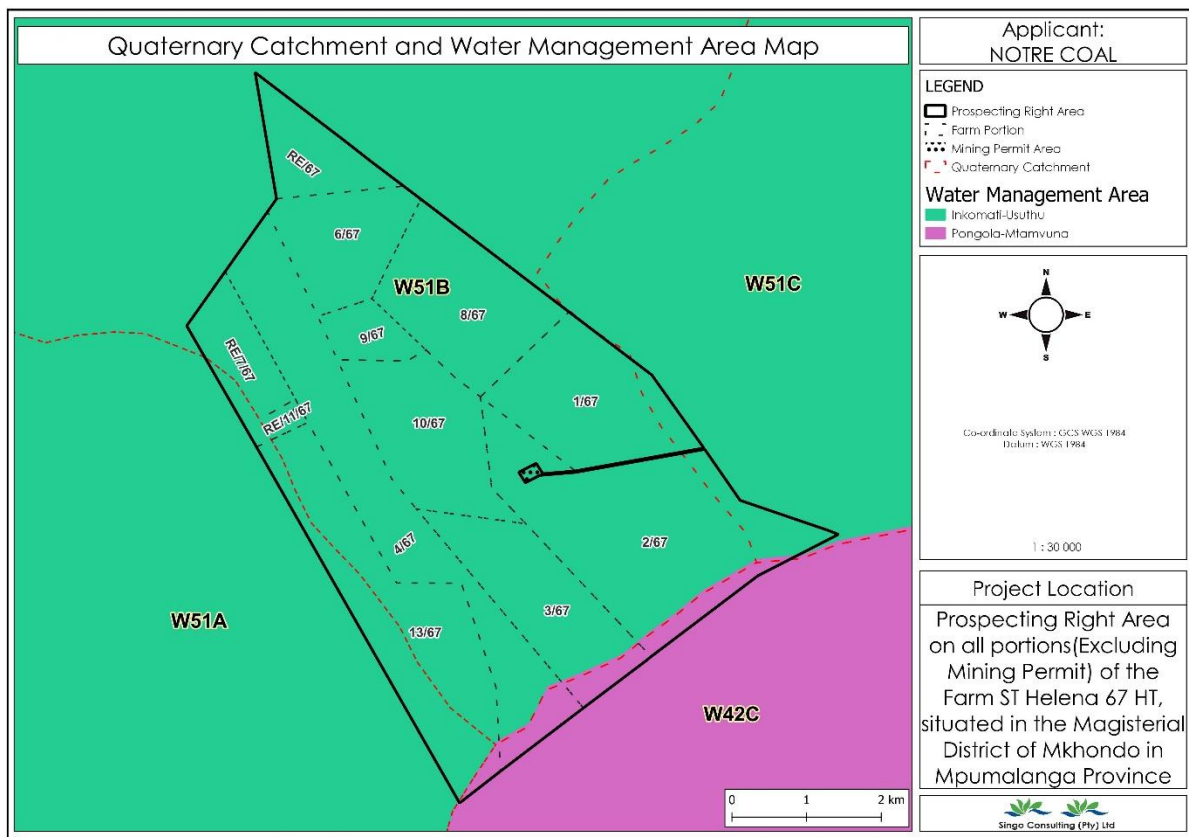 Quaternary Catchment and Water Management Area Map
RE/67
6/67
W51B
W51C
8/67
9/67
RE/7/67
1/67
RE/11/67
10/67
2/67
4/67
3/67
W51A
13/67
W42C
0 1 2 km
Applicant:
NOTRE COAL
LEGEND
Prospecting Right Area
Farm Portion
Mining Permit Area
Quaternary Catchment
Water Management Area
Inkomati-Usuthu
Pongola-Mtamvuna
N
W E
S
Co-ordinate System : GCS WGS 1984
Datum : WGS 1984
1 : 30 000
Project Location
Prospecting Right Area
on all portions(Excluding
Mining Permit) of the
Farm ST Helena 67 HT,
situated in the Magisterial
District of Mkhondo in
Mpumalanga Province
Singo Consulting (Pty) Ltd